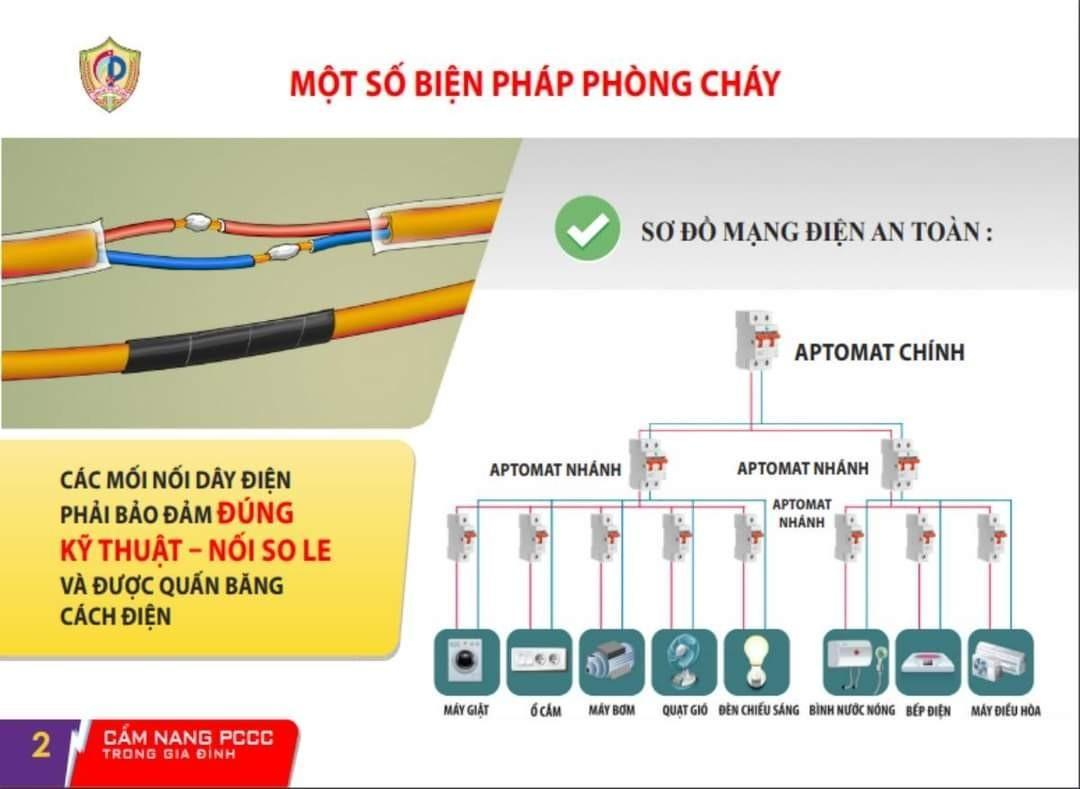 MỘT SỐ BIỆN PHÁP PHÒNG CHÁY
SƠ ĐỒ MẠNG ĐIỆN AN TOÀN :
APTOMAT CHÍNH
APTOMAT NHÁNH
APTOMAT NHÁNH
APTOMAT
NHÁNH
MÁY GIẶT
Ổ CẮM
MÁY BƠM
QUẠT GIÓ
ĐÈN CHIẾU SÁNG
BÌNH NƯỚC NÓNG
BẾP ĐIỆN
MÁY ĐIỀU HÒA
CÁC MỐI NỐI DÂY ĐIỆN
PHẢI BẢO ĐẢM ĐÚNG
KỸ THUẬT – NỐI SO LE
VÀ ĐƯỢC QUẤN BĂNG
CÁCH ĐIỆN
2
CẨM NANG PCCC
TRONG GIA ĐÌNH